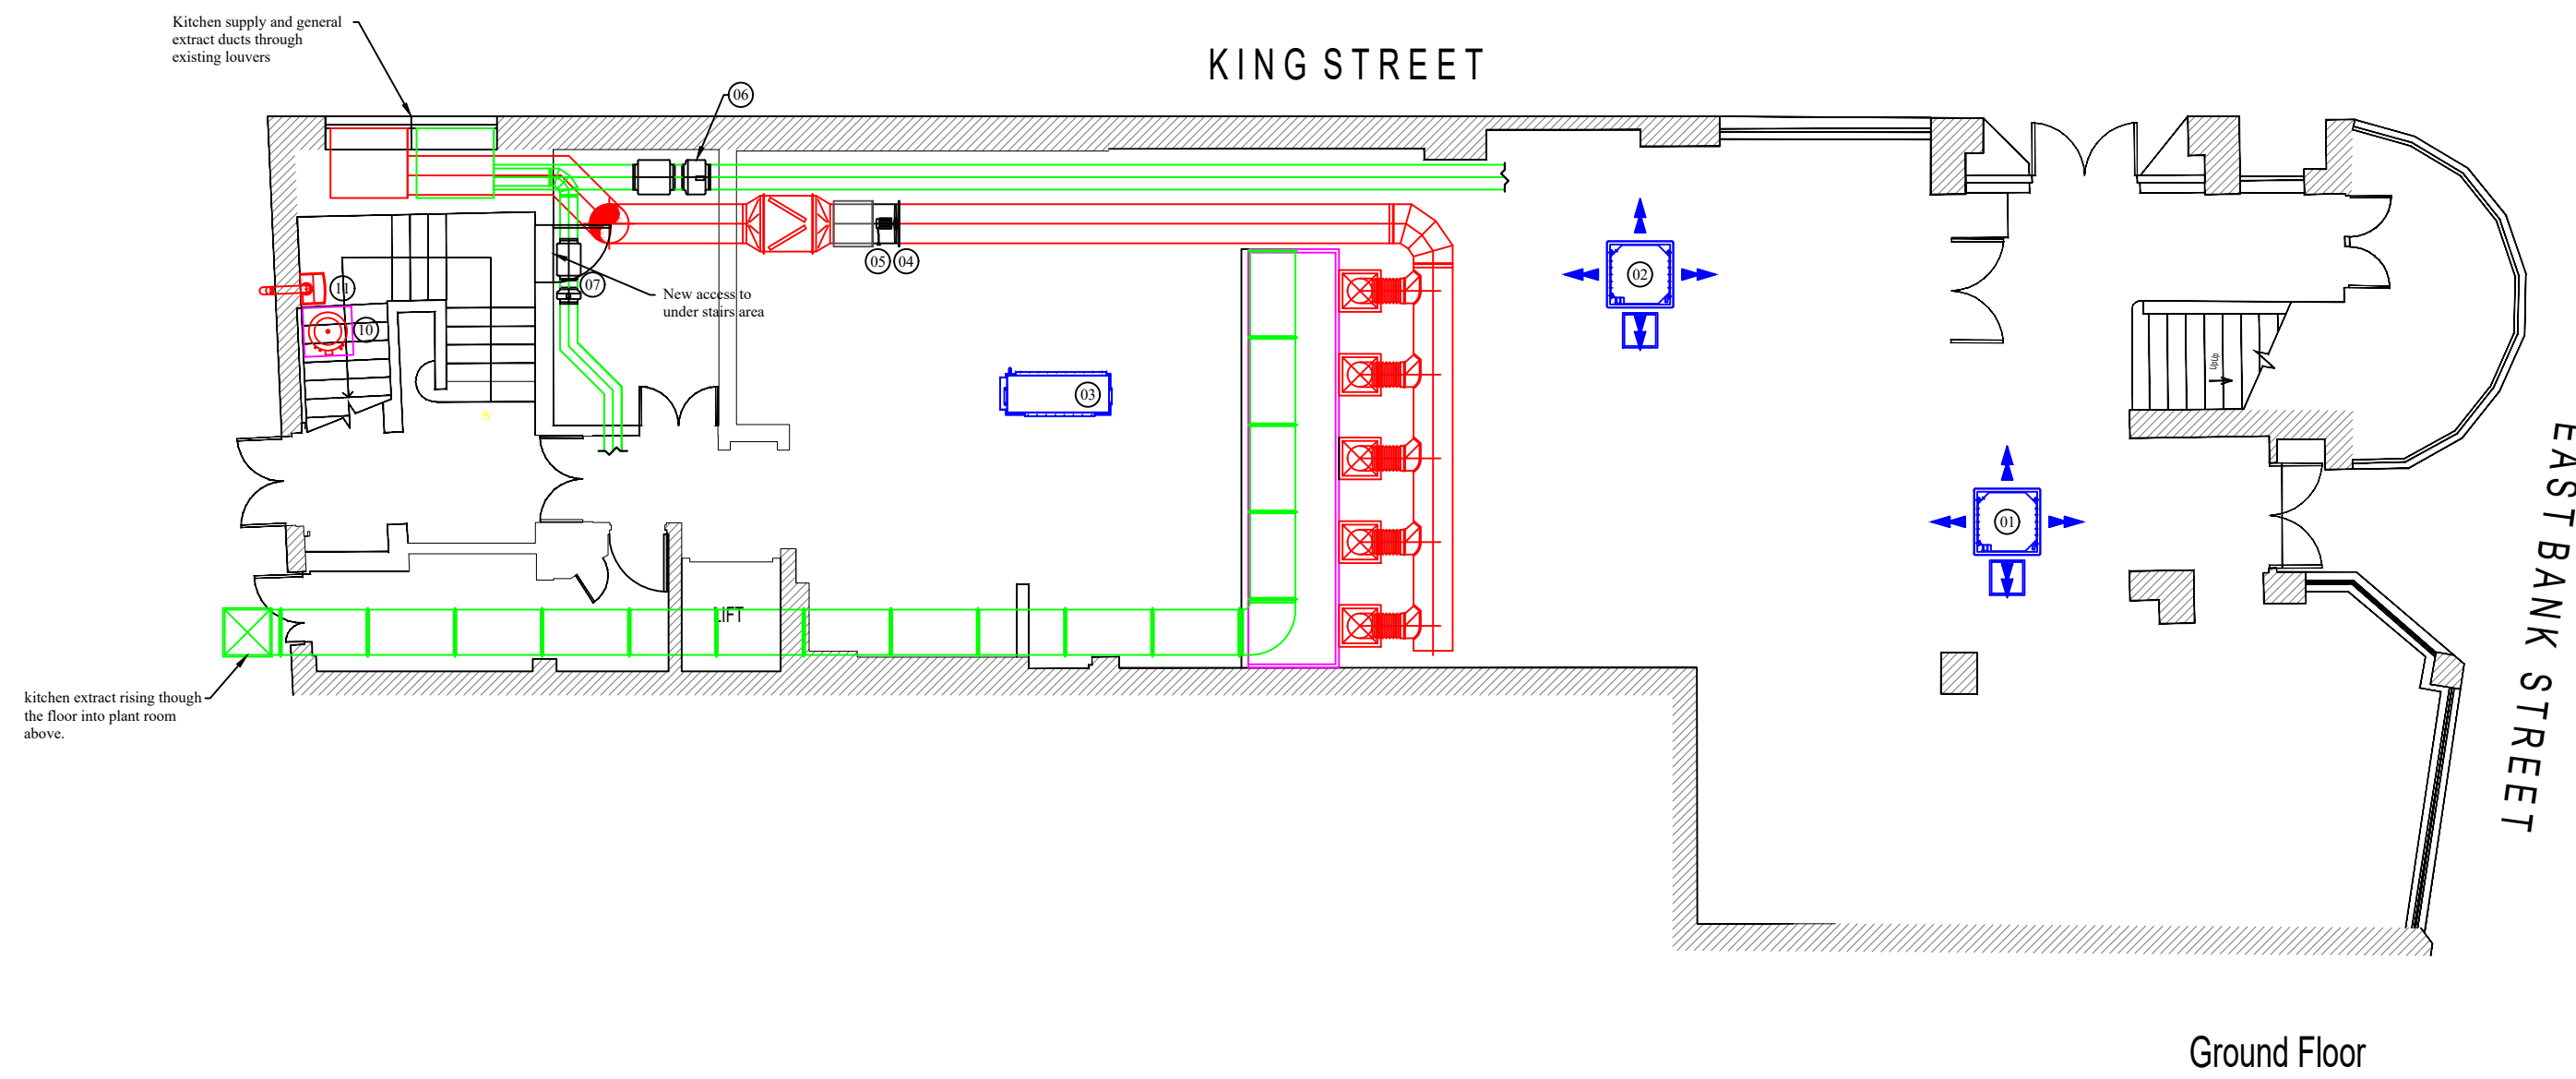 Kitchen supply and general
extract ducts through
existing louvers
KING STREET
06
05
04
02
11
07
New access to
under stairs area
10
03
UpUp
01
EAST BANK STREET
LIFT
kitchen extract rising though
the floor into plant room
above.
Ground Floor